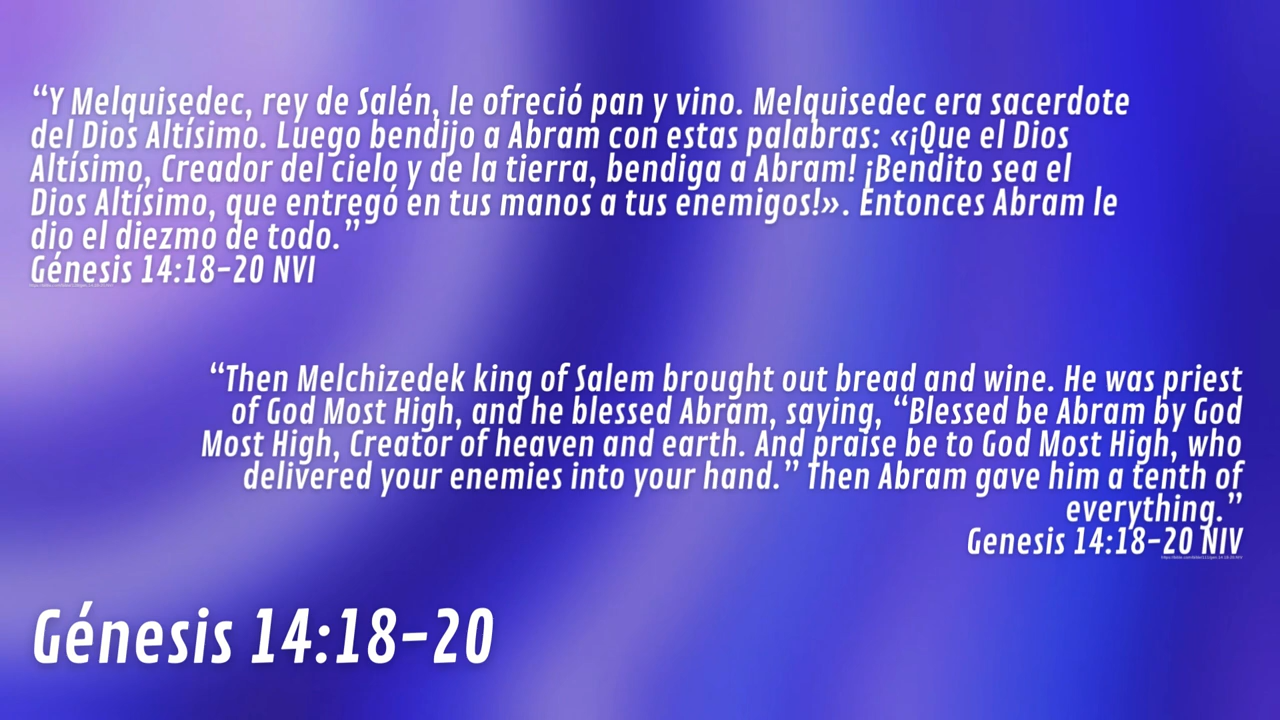 “Y Melquisedec, rey de Salén, le ofreció pan y vino. Melquisedec era sacerdote
del Dios Altísimo. Luego bendijo a Abram con estas palabras: «¡Que el Dios
Altísimo, Creador del cielo y de la tierra, bendiga a Abram! ¡Bendito sea el
Dios Altísimo, que entregó en tus manos a tus enemigos!». Entonces Abram le
dio el diezmo de todo.”
Génesis 14:18-20 NVI
“Then Melchizedek king of Salem brought out bread and wine. He was priest
of God Most High, and he blessed Abram, saying, “Blessed be Abram by God
Most High, Creator of heaven and earth. And praise be to God Most High, who
delivered your enemies into your hand.” Then Abram gave him a tenth of
everything.”
Genesis 14:18-20 NIV
Génesis 14:18-20